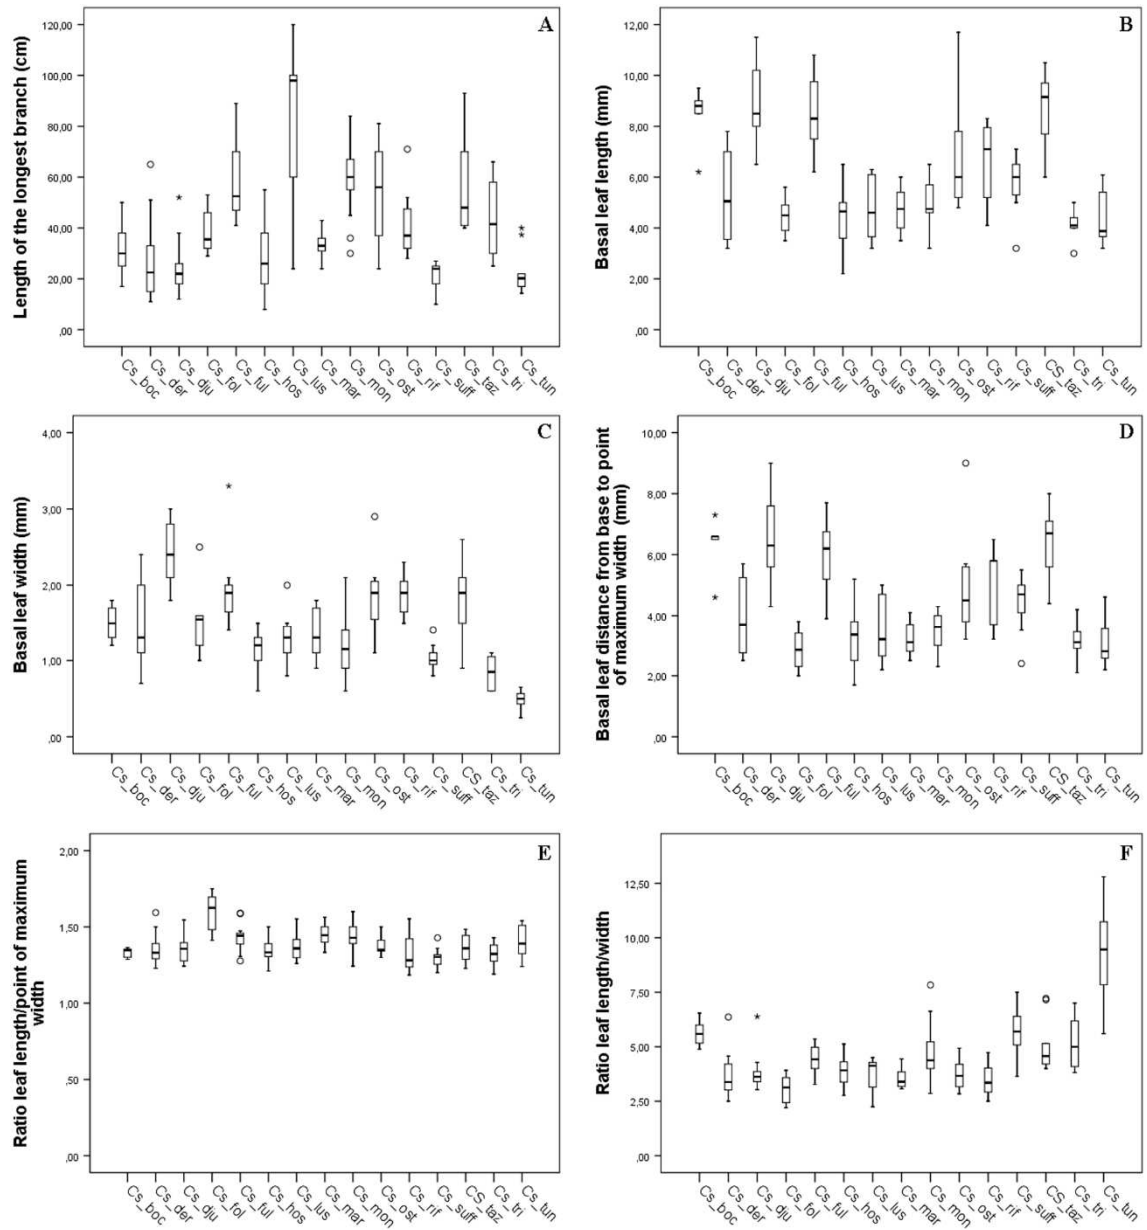 A
Length of the longest branch (cm)
120,00
100,00
80,00
60,00
40,00
20,00
,00
Cs_boc
Cs_der
Cs_dju
Cs_fol
Cs_ful
Cs_hos
Cs_lus
Cs_mar
Cs_mon
Cs_ost
Cs_rif
Cs_suff
Cs_taz
Cs_tri
Cs_tun
B
Basal leaf length (mm)
12,00
10,00
8,00
6,00
4,00
2,00
,00
Cs_boc
Cs_der
Cs_dju
Cs_fol
Cs_ful
Cs_hos
Cs_lus
Cs_mar
Cs_mon
Cs_ost
Cs_rif
Cs_suff
CS_taz
Cs_tri
Cs_tun
C
Basal leaf width (mm)
4,00
3,00
2,00
1,00
,00
Cs_boc
Cs_der
Cs_dju
Cs_fol
Cs_ful
Cs_hos
Cs_lus
Cs_mar
Cs_mon
Cs_ost
Cs_rif
Cs_suff
CS_taz
Cs_tri
Cs_tun
D
Basal leaf distance from base to point
of maximum width (mm)
10,00
8,00
6,00
4,00
2,00
,00
Cs_boc
Cs_der
Cs_dju
Cs_fol
Cs_ful
Cs_hos
Cs_lus
Cs_mar
Cs_mon
Cs_ost
Cs_rif
Cs_suff
CS_taz
Cs_tri
Cs_tun
E
Ratio leaf length/point of maximum
width
2,00
1,50
1,00
,50
,00
Cs_boc
Cs_der
Cs_dju
Cs_fol
Cs_ful
Cs_hos
Cs_lus
Cs_mar
Cs_mon
Cs_ost
Cs_rif
Cs_suff
CS_taz
Cs_tri
Cs_tun
F
Ratio leaf length/width
12,50
10,00
7,50
5,00
2,50
,00
Cs_boc
Cs_der
Cs_dju
Cs_fol
Cs_ful
Cs_hos
Cs_lus
Cs_mar
Cs_mon
Cs_ost
Cs_rif
Cs_suff
CS_taz
Cs_tri
Cs_tun